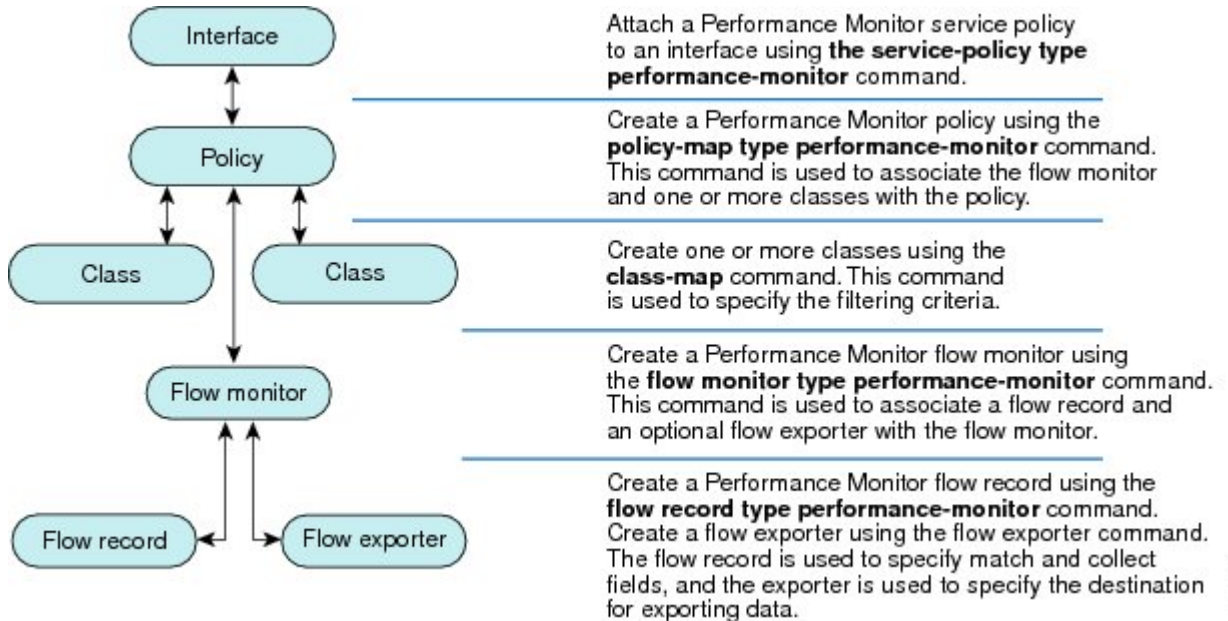 Interface
Attach a Performance Monitor service policy
to an interface using the service-policy type
performance-monitor command.
Policy
Create a Performance Monitor policy using the
policy-map type performance-monitor command.
This command is used to associate the flow monitor
and one or more classes with the policy.
Class
Class
Create one or more classes using the
class-map command. This command
is used to specify the filtering criteria.
Flow monitor
Create a Performance Monitor flow monitor using
the flow monitor type performance-monitor command.
This command is used to associate a flow record and
an optional flow exporter with the flow monitor.
Flow record
Flow exporter
Create a Performance Monitor flow record using the
flow record type performance-monitor command.
Create a flow exporter using the flow exporter command.
The flow record is used to specify match and collect
fields, and the exporter is used to specify the destination
for exporting data.